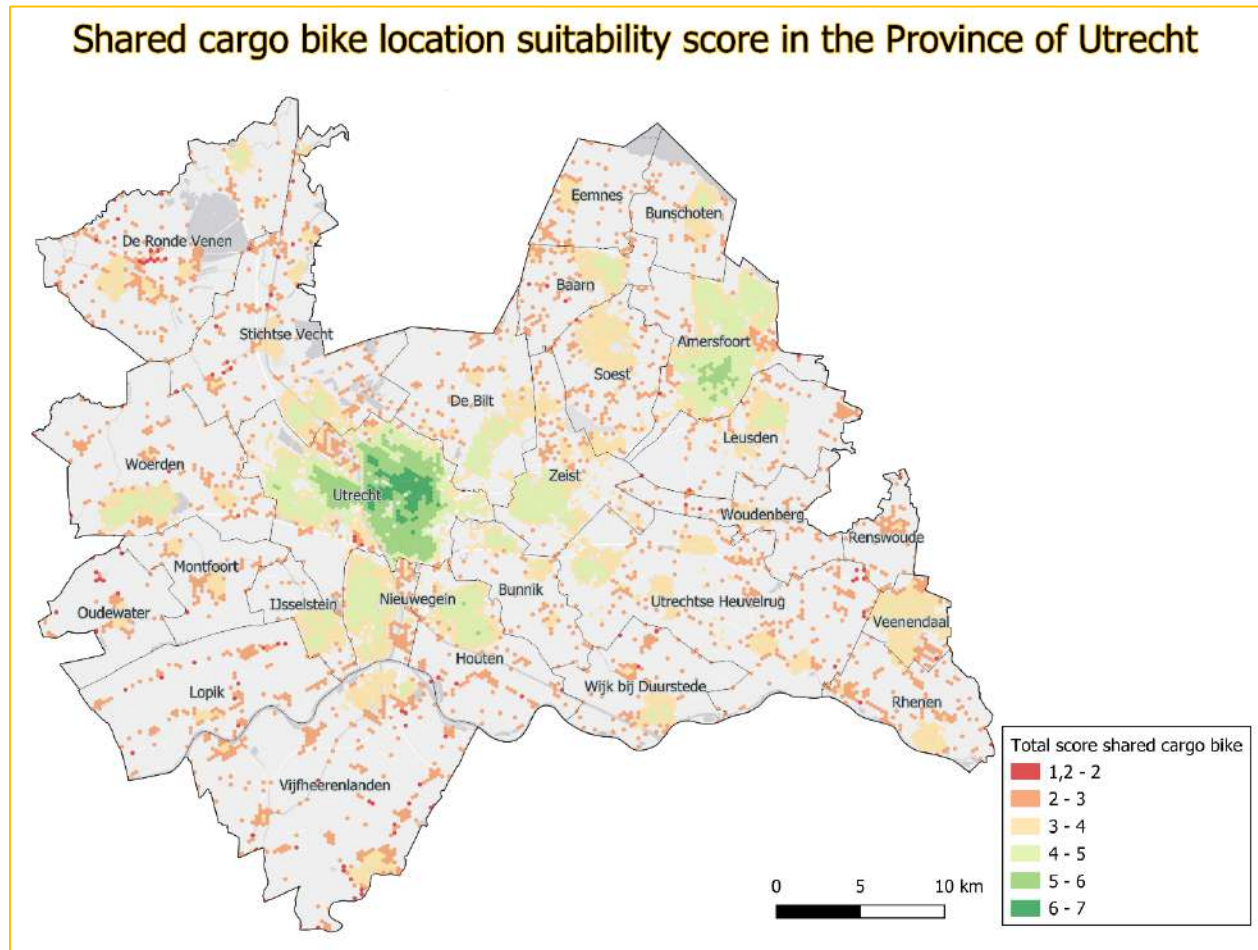 Shared cargo bike location suitability score in the Province of Utrecht
Eemnes
Bunschoten
De Ronde Venen
Baarn
Stichtse Vecht
Amersfoort
Soest
De Bilt
Leusden
Woerden
Zeist
Utrecht
Woudenberg
Renswoude
Montfoort
Bunnik
IJsselstein
Nieuwegein
Utrechtse Heuvelrug
Oudewater
Veenendaal
Houten
Wijk bij Duurstede
Lopik
Rhenen
Vijfheerenlanden
Total score shared cargo bike
1,2 - 2
2 - 3
3 - 4
4 - 5
5 - 6
6 - 7
0 5 10 km